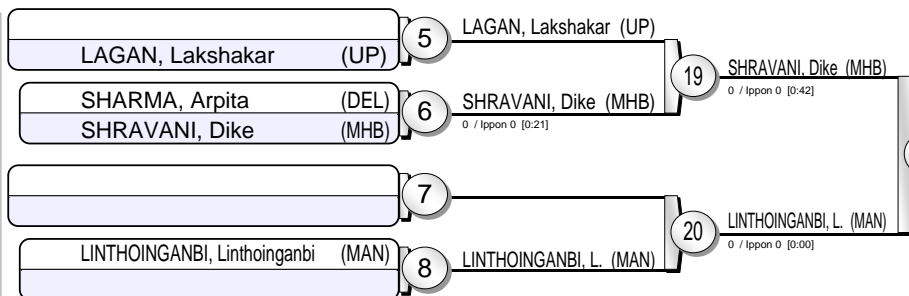 LAGAN, Lakshakar (UP)
5
LAGAN, Lakshakar (UP)
SHARMA, Arpita (DEL)
SHRAVANI, Dike (MHB)
6
SHRAVANI, Dike (MHB)
0 / Ippon 0 [0:21]
19
SHRAVANI, Dike (MHB)
0 / Ippon 0 [0:42]
7
LINTHOINGANBI, Linthoinganbi (MAN)
8
LINTHOINGANBI, L. (MAN)
20
LINTHOINGANBI, L. (MAN)
0 / Ippon 0 [0:00]